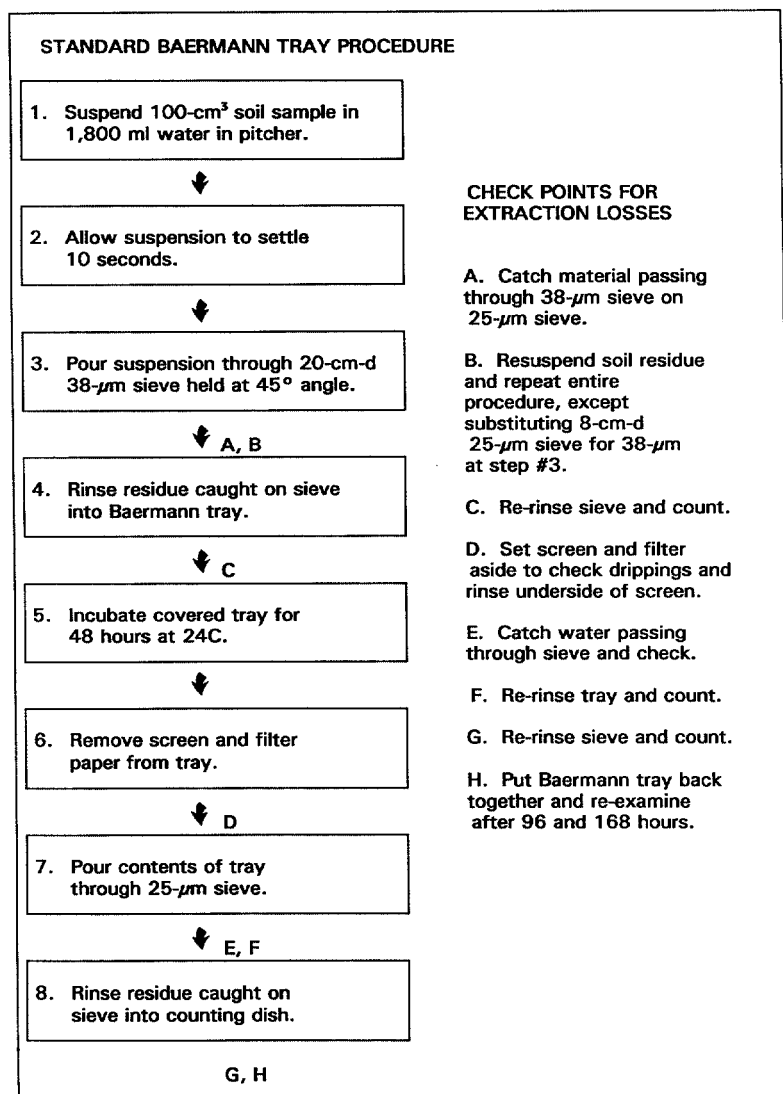 STANDARD BAERMANN TRAY PROCEDURE
1. Suspend 100-cm³ soil sample in
1,800 ml water in pitcher.
2. Allow suspension to settle
10 seconds.
3. Pour suspension through 20-cm-d
38-μm sieve held at 45° angle.
A, B
4. Rinse residue caught on sieve
into Baermann tray.
C
5. Incubate covered tray for
48 hours at 24C.
6. Remove screen and filter
paper from tray.
D
7. Pour contents of tray
through 25-μm sieve.
E, F
8. Rinse residue caught on
sieve into counting dish.
G, H
CHECK POINTS FOR
EXTRACTION LOSSES
A. Catch material passing
through 38-μm sieve on
25-μm sieve.
B. Resuspend soil residue
and repeat entire
procedure, except
substituting 8-cm-d
25-μm sieve for 38-μm
at step #3.
C. Re-rinse sieve and count.
D. Set screen and filter
aside to check drippings and
rinse underside of screen.
E. Catch water passing
through sieve and check.
F. Re-rinse tray and count.
G. Re-rinse sieve and count.
H. Put Baermann tray back
together and re-examine
after 96 and 168 hours.